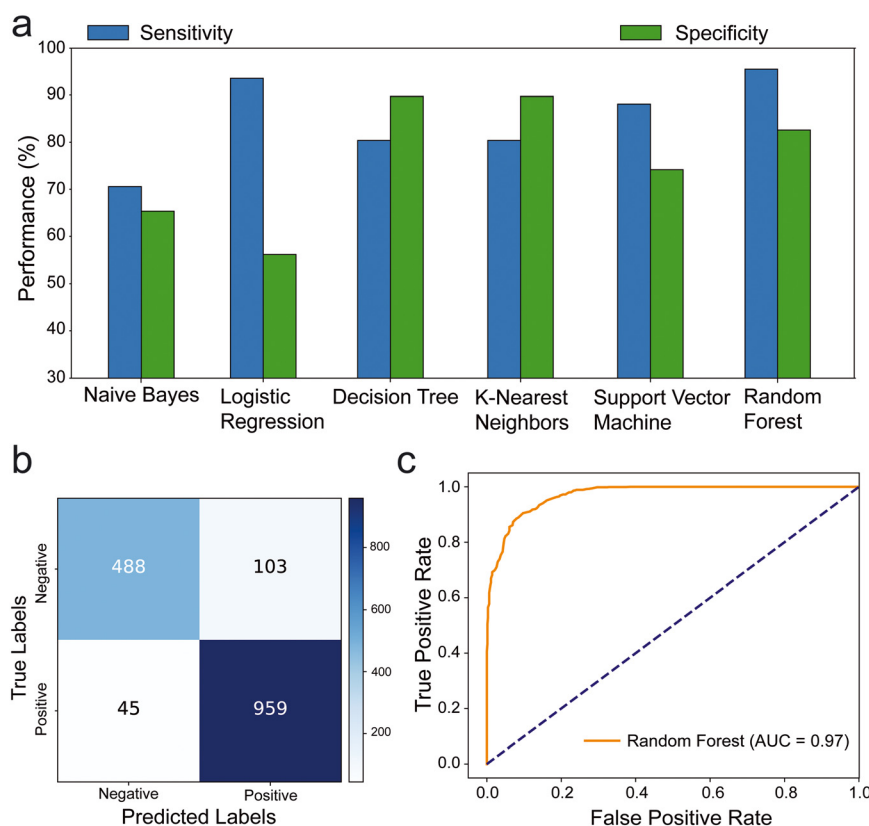 a
Sensitivity Specificity
100
90
80
70
60
50
40
30
Performance (%)
Naive Bayes
Logistic
Regression
Decision Tree
K-Nearest
Neighbors
Support Vector
Machine
Random
Forest
b
True Labels
Negative
Positive
488 103
45 959
Negative Positive
Predicted Labels
800
600
400
200
c
True Positive Rate
1.0
0.8
0.6
0.4
0.2
0.0
Random Forest (AUC = 0.97)
0.0 0.2 0.4 0.6 0.8 1.0
False Positive Rate